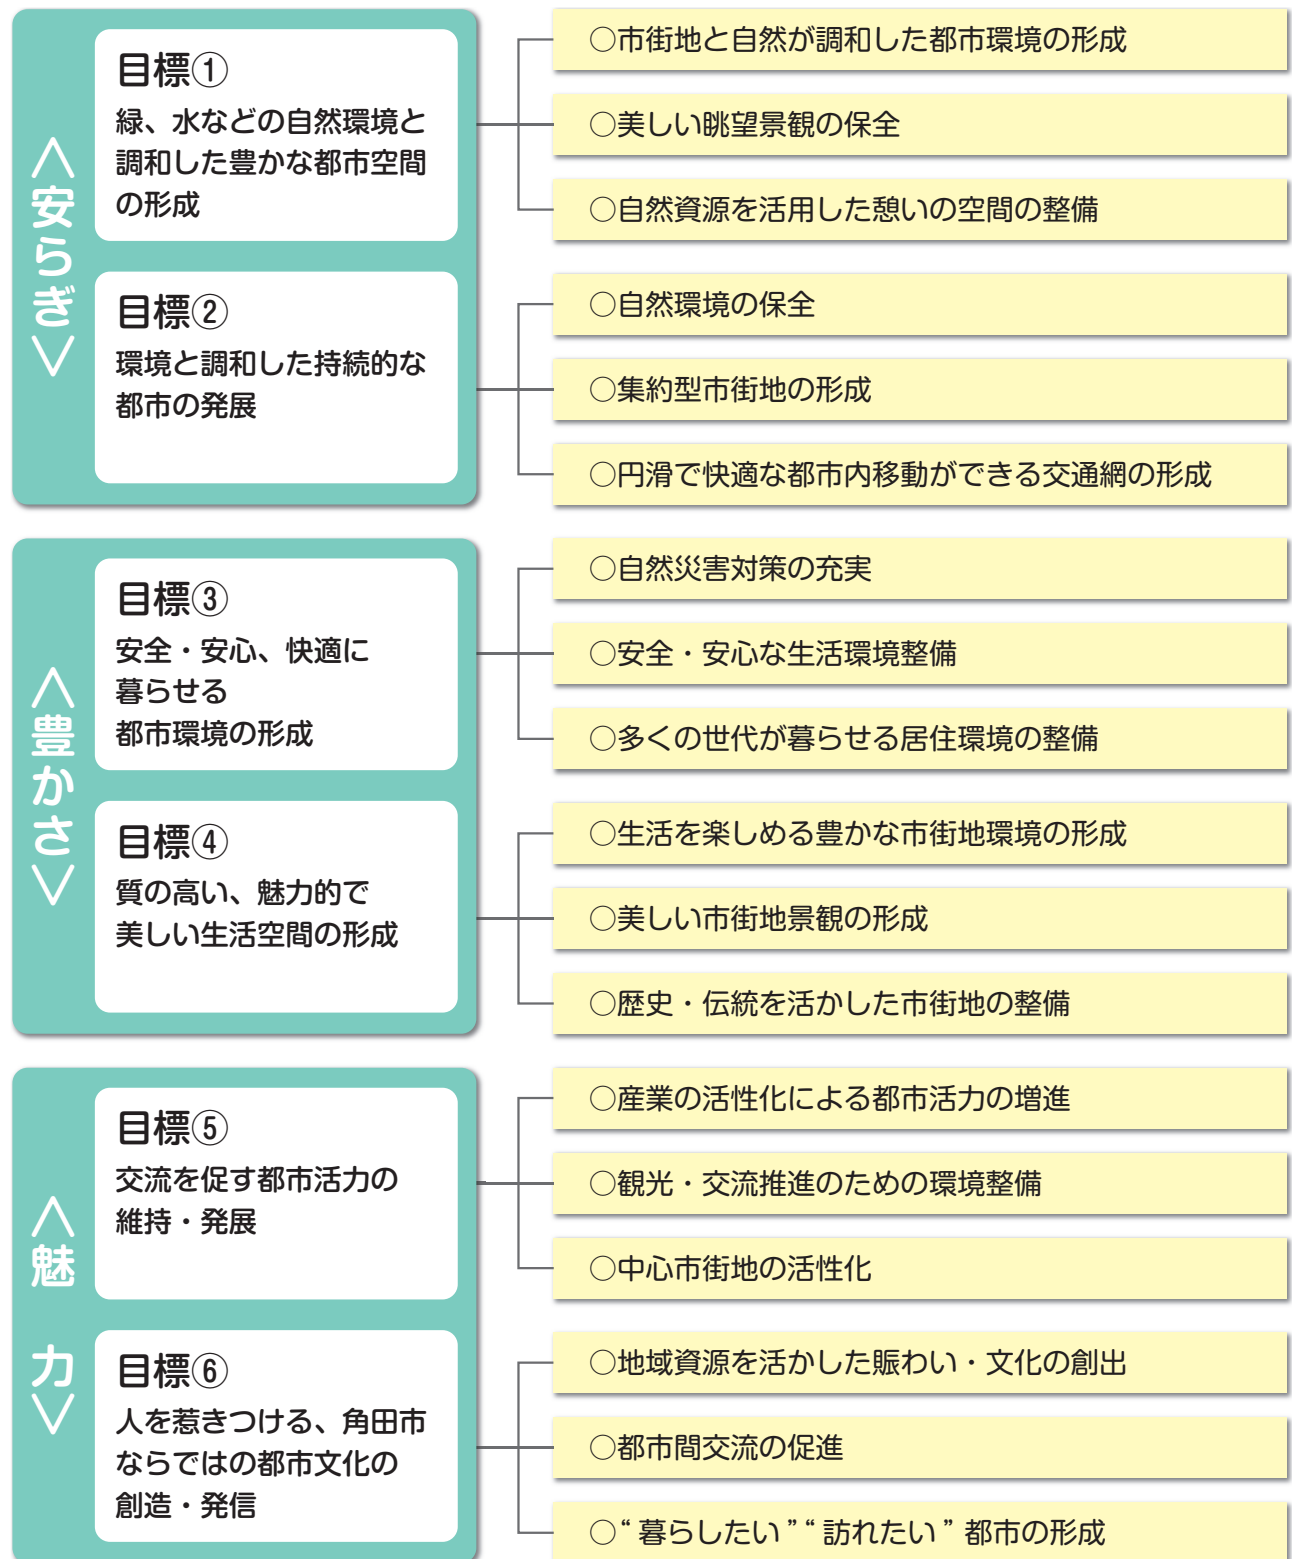 ＜安らぎ＞
目標①
緑、水などの自然環境と
調和した豊かな都市空間
の形成
○市街地と自然が調和した都市環境の形成
○美しい眺望景観の保全
○自然資源を活用した憩いの空間の整備
目標②
環境と調和した持続的な
都市の発展
○自然環境の保全
○集約型市街地の形成
○円滑で快適な都市内移動ができる交通網の形成
＜豊かさ＞
目標③
安全・安心、快適に
暮らせる
都市環境の形成
○自然災害対策の充実
○安全・安心な生活環境整備
○多くの世代が暮らせる居住環境の整備
目標④
質の高い、魅力的で
美しい生活空間の形成
○生活を楽しめる豊かな市街地環境の形成
○美しい市街地景観の形成
○歴史・伝統を活かした市街地の整備
＜魅　力＞
目標⑤
交流を促す都市活力の
維持・発展
○産業の活性化による都市活力の増進
○観光・交流推進のための環境整備
○中心市街地の活性化
目標⑥
人を惹きつける、角田市
ならではの都市文化の
創造・発信
○地域資源を活かした賑わい・文化の創出
○都市間交流の促進
○“暮らしたい”“訪れたい”都市の形成